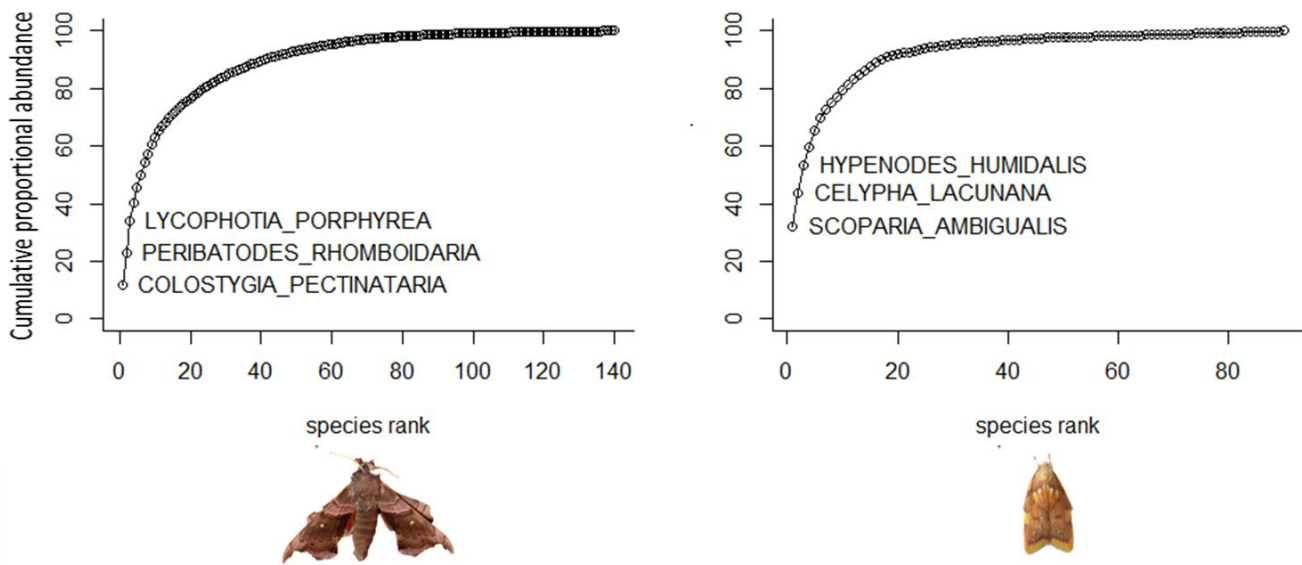 Cumulative proportional abundance
100
80
60
40
20
0
LYCOPHOTIA_PORPHYREA
PERIBATODES_RHOMBOIDARIA
COLOSTYGIA_PECTINATARIA
0 20 40 60 80 100 120 140
species rank
100
80
60
40
20
0
HYPENODES_HUMIDALIS
CELYPHA_LACUNANA
SCOPARIA_AMBIGUALIS
0 20 40 60 80
species rank